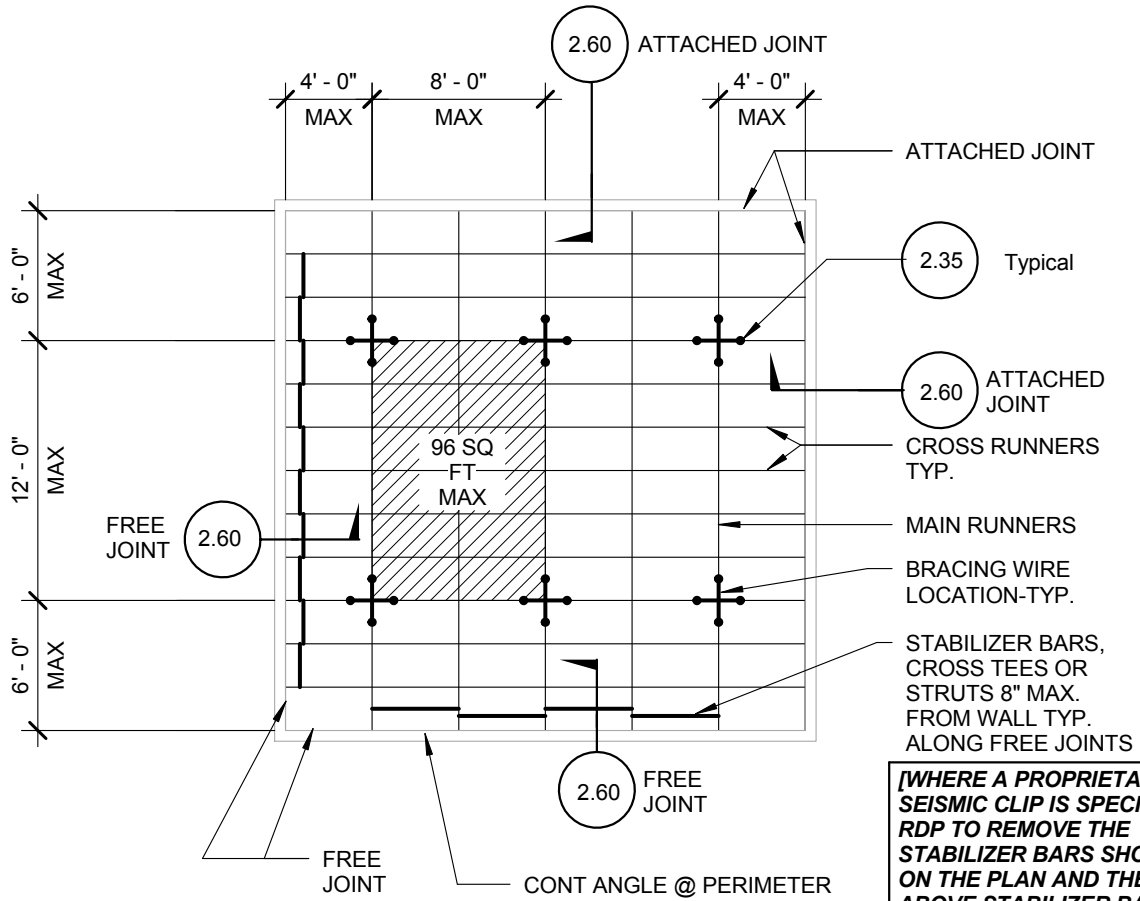 2.60
ATTACHED JOINT
4' - 0"
MAX
8' - 0"
MAX
4' - 0"
MAX
ATTACHED JOINT
6' - 0"
MAX
2.35
Typical
2.60
ATTACHED
JOINT
12' - 0"
MAX
96 SQ
FT
MAX
CROSS RUNNERS
TYP.
FREE
JOINT
2.60
MAIN RUNNERS
BRACING WIRE
LOCATION-TYP.
6' - 0"
MAX
STABILIZER BARS,
CROSS TEES OR
STRUTS 8" MAX.
FROM WALL TYP.
ALONG FREE JOINTS
2.60
FREE
JOINT
FREE
JOINT
CONT ANGLE @ PERIMETER
[WHERE A
SEISMIC CLIP IS
RDP TO REMOVE THE
STABILIZER BARS
ON THE PLAN AND
ABOVE STABILIZER